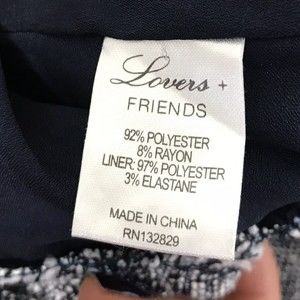 Lovers +
FRIENDS
92% POLYESTER
8% RAYON
LINER: 97% POLYESTER
3% ELASTANE
MADE IN CHINA
RN132829